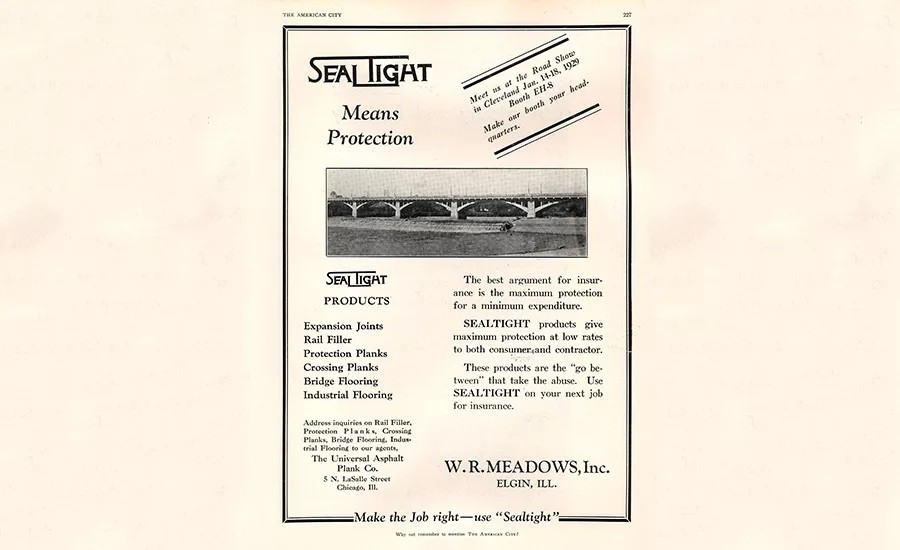 THE AMERICAN CITY
227
SEALTIGHT
Means
Protection
Meet us at the Road Show
in Cleveland Jan. 14-18, 1929
Booth EH-8
Make our booth your head-
quarters.
SEALTIGHT
PRODUCTS
Expansion Joints
Rail Filler
Protection Planks
Crossing Planks
Bridge Flooring
Industrial Flooring
Address inquiries on Rail Filler,
Protection Planks, Crossing
Planks, Bridge Flooring, Indus-
trial Flooring to our agents,
The Universal Asphalt
Plank Co.
5 N. LaSalle Street
Chicago, Ill.
The best argument for insur-
ance is the maximum protection
for a minimum expenditure.
SEALTIGHT products give
maximum protection at low rates
to both consumer and contractor.
These products are the "go be-
tween" that take the abuse. Use
SEALTIGHT on your next job
for insurance.
W. R. MEADOWS, Inc.
ELGIN, ILL.
Make the Job right—use "Sealtight"
Why not remember to mention THE AMERICAN CITY?